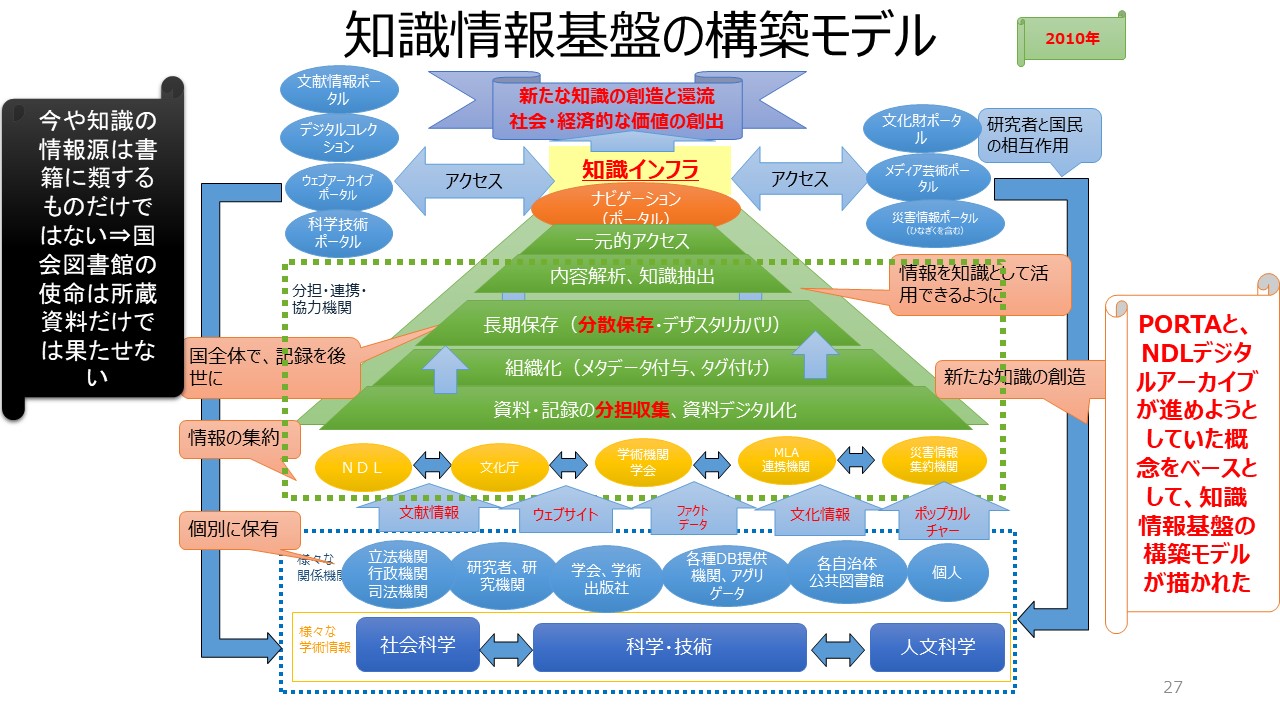 知識情報基盤の構築モデル
2010年
今や知識の
情報源は書
籍に類する
ものだけで
はない⇒国
会図書館の
使命は所蔵
資料だけで
は果たせな
い
文献情報ポー
タル
デジタルコレク
ション
ウェブアーカイブ
ポータル
科学技術
ポータル
新たな知識の創造と還流
社会・経済的な価値の創出
アクセス
知識インフラ
アクセス
文化財ポータ
ル
メディア芸術ポー
タル
災害情報ポータル
(ひなぎくを含む)
研究者と国民
の相互作用
ナビゲーション
(ポータル)
一元的アクセス
内容解析、知識抽出
長期保存(分散保存・デザスタリカバリ)
組織化(メタデータ付与、タグ付け)
資料・記録の分担収集、資料デジタル化
分担・連携・
協力機関
情報を知識として活
用できるように
国全体で、記録を後
世に
新たな知識の創造
情報の集約
個別に保有
NDL
文化庁
学術機関
学会
MLA
連携機関
災害情報
集約機関
文献情報
ウェブサイト
ファクト
データ
文化情報
ポップカル
チャー
様々な
関係機関
立法機関
行政機関
司法機関
研究者、研
究機関
学会、学術
出版社
各種DB提供
機関、アグリ
ゲータ
各自治体
公共図書館
個人
様々な
学術情報
社会科学
科学・技術
人文科学
PORTAと、
NDLデジタ
ルアーカイブ
が進めようと
していた概
念をベースと
して、知識
情報基盤の
構築モデル
が描かれた
27